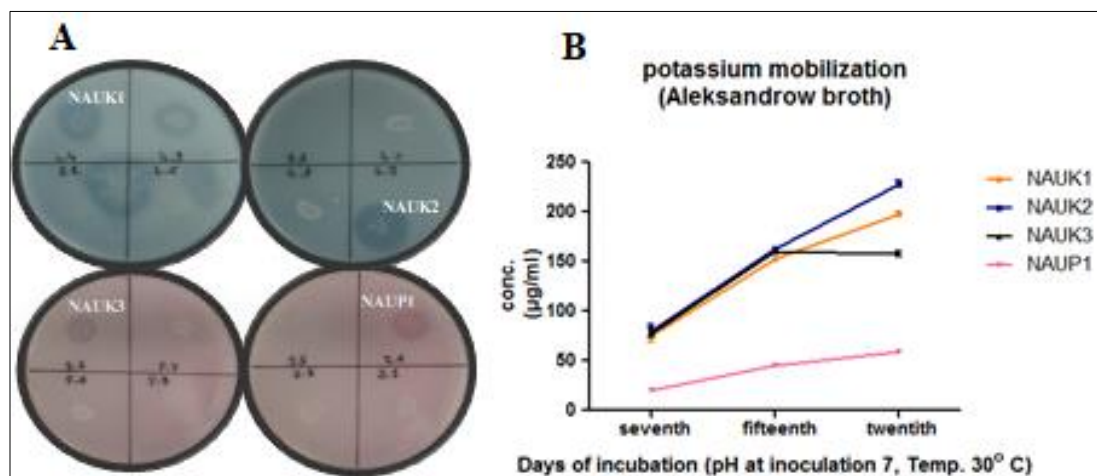 A
NAUK1
NAUK2
NAUK3
NAUP1
B
potassium mobilization
(Aleksandrow broth)
conc.
(µg/ml)
250
200
150
100
50
0
seventh fifteenth twentith
Days of incubation (pH at inoculation 7, Temp. 30° C)
NAUK1
NAUK2
NAUK3
NAUP1